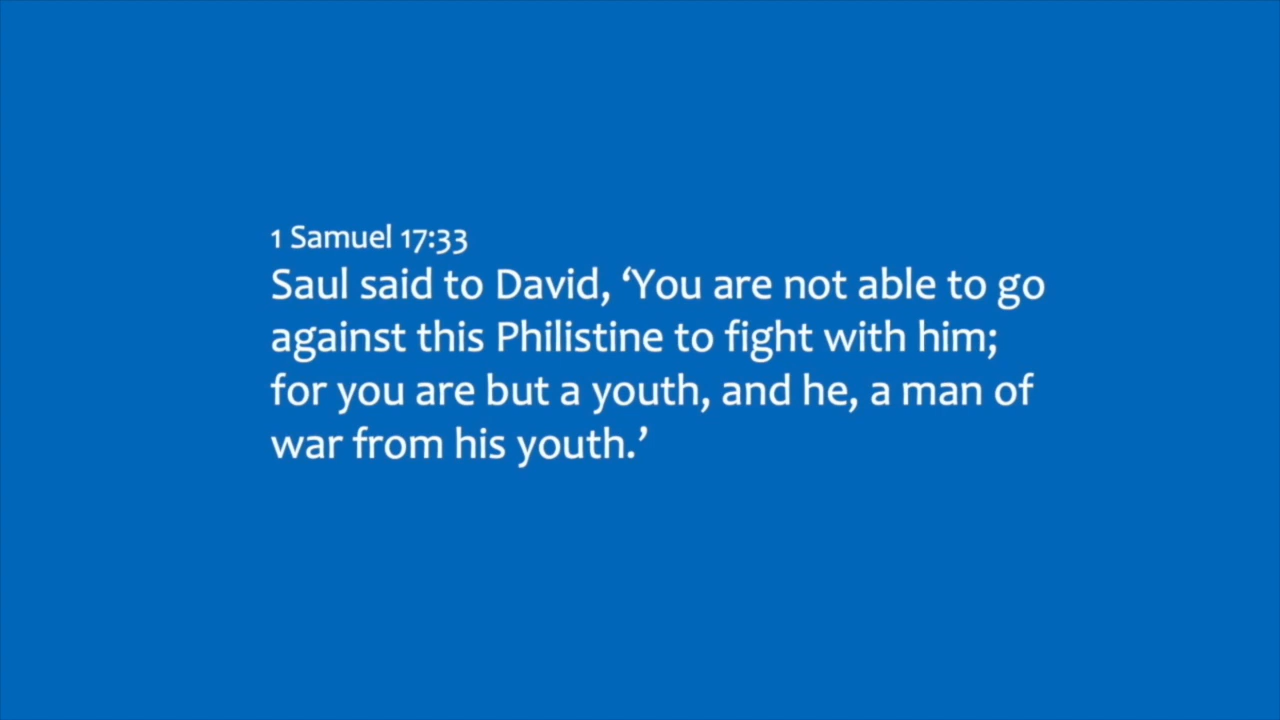 1 Samuel 17:33
Saul said to David, ‘You are not able to go
against this Philistine to fight with him;
for you are but a youth, and he, a man of
war from his youth.’